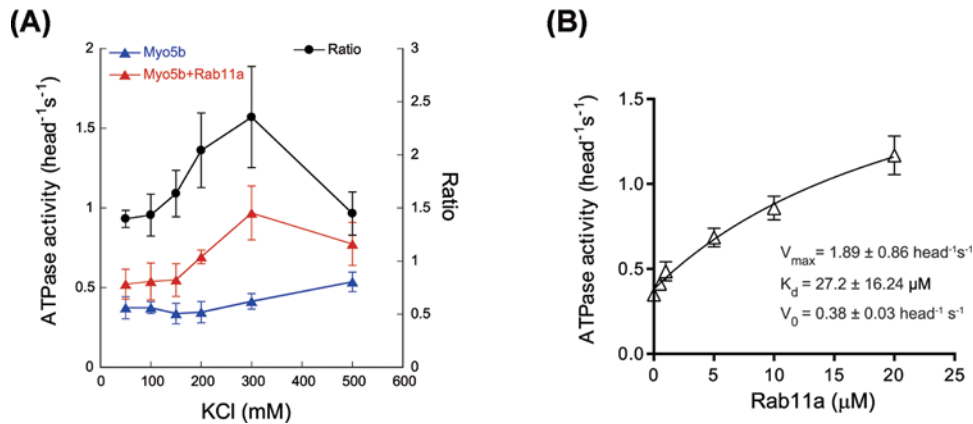 (A)
ATPase activity (head⁻¹s⁻¹)
2
1.5
1
0.5
0
Myo5b
Myo5b+Rab11a
Ratio
3
2.5
2
1.5
1
0.5
0
Ratio
0 100 200 300 400 500 600
KCl (mM)
(B)
ATPase activity (head⁻¹s⁻¹)
1.5
1.0
0.5
0.0
Vmax = 1.89 ± 0.86 head⁻¹s⁻¹
Kd = 27.2 ± 16.24 μM
V0 = 0.38 ± 0.03 head⁻¹ s⁻¹
0 5 10 15 20 25
Rab11a (μM)